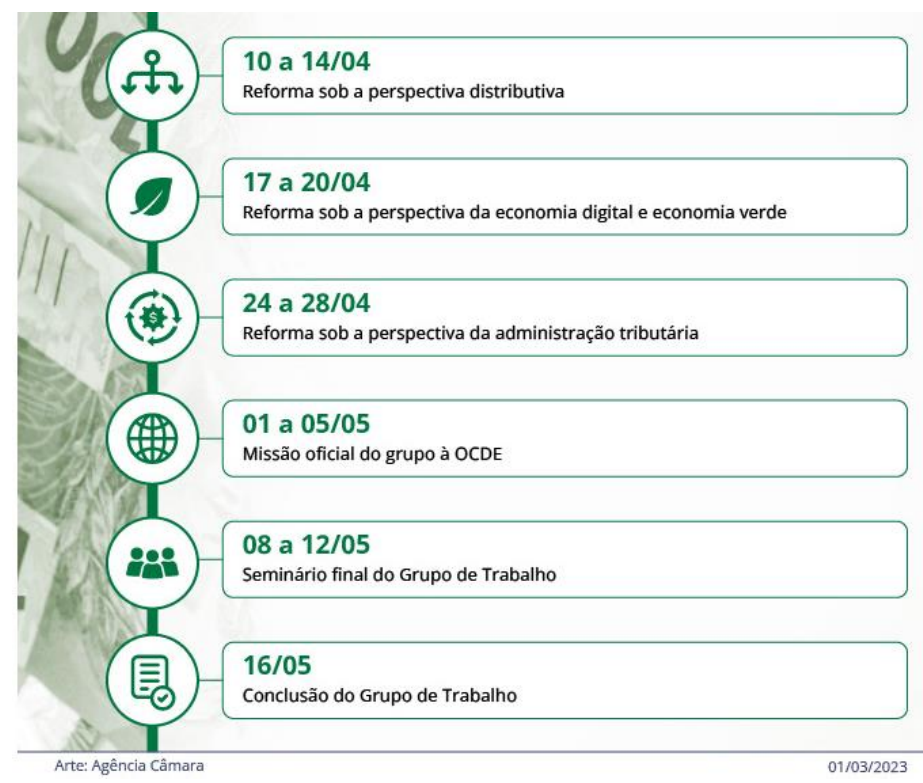 10 a 14/04
Reforma sob a perspectiva distributiva
17 a 20/04
Reforma sob a perspectiva da economia digital e economia verde
24 a 28/04
Reforma sob a perspectiva da administração tributária
01 a 05/05
Missão oficial do grupo à OCDE
08 a 12/05
Seminário final do Grupo de Trabalho
16/05
Conclusão do Grupo de Trabalho
Arte: Agência Câmara
01/03/2023